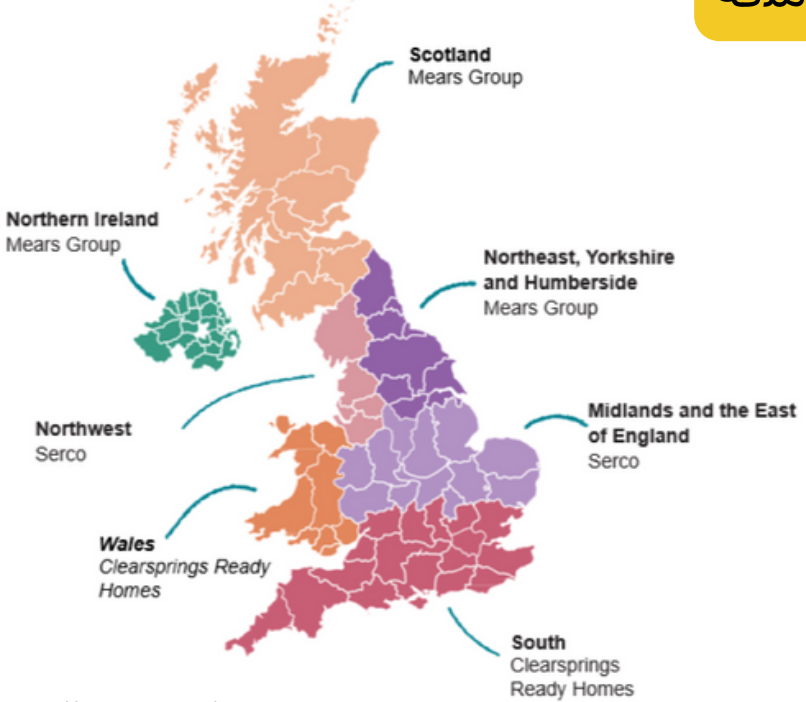 Scotland
Mears Group
Northern Ireland
Mears Group
Northeast, Yorkshire
and Humberside
Mears Group
Northwest
Serco
Midlands and the East
of England
Serco
Wales
Clearsprings Ready
Homes
South
Clearsprings
Ready Homes